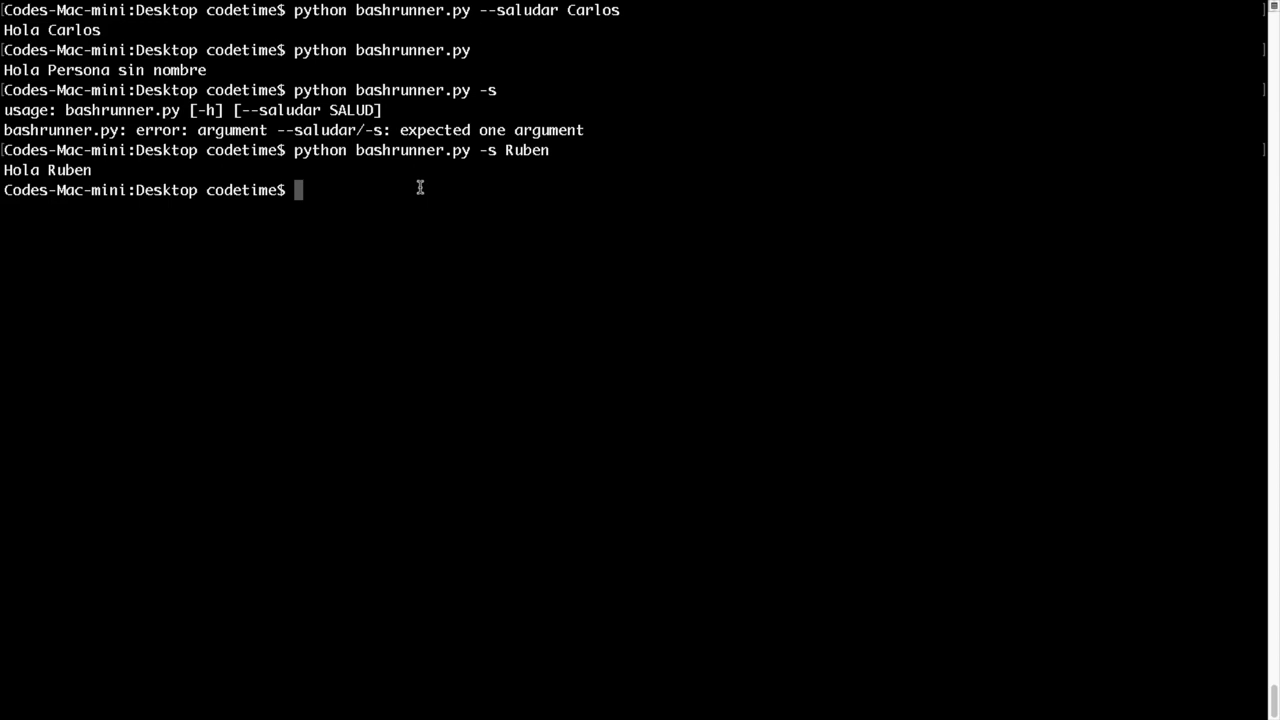 [Codes-Mac-mini:Desktop codetime$ python bashrunner.py --saludar Carlos ]
Hola Carlos
[Codes-Mac-mini:Desktop codetime$ python bashrunner.py ]
Hola Persona sin nombre
[Codes-Mac-mini:Desktop codetime$ python bashrunner.py -s ]
usage: bashrunner.py [-h] [--saludar SALUD]
bashrunner.py: error: argument --saludar/-s: expected one argument
[Codes-Mac-mini:Desktop codetime$ python bashrunner.py -s Ruben ]
Hola Ruben
Codes-Mac-mini:Desktop codetime$